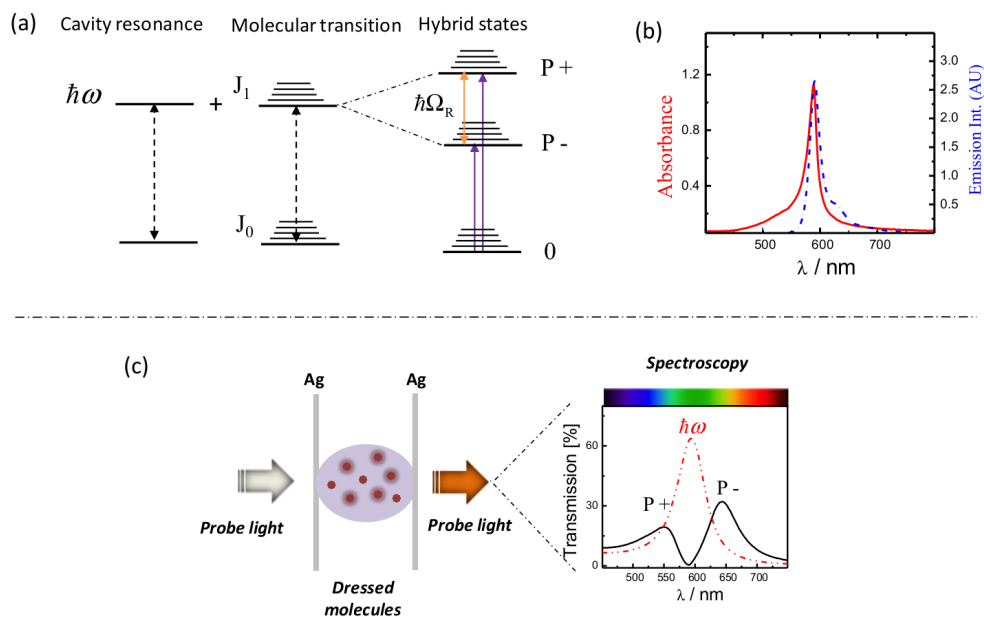 (a)
Cavity resonance
Molecular transition
Hybrid states
ħω
+
J₁
J₀
P +
ħΩ_R
P -
0
(b)
Absorbance
1.2
0.8
0.4
3.0
2.5
2.0
1.5
1.0
0.5
Emission Int. (AU)
500 600 700
λ / nm
(c)
Ag Ag
Probe light
Probe light
Dressed
molecules
Spectroscopy
Transmission [%]
60
30
0
ħω
P +
P -
500 550 600 650 700
λ / nm